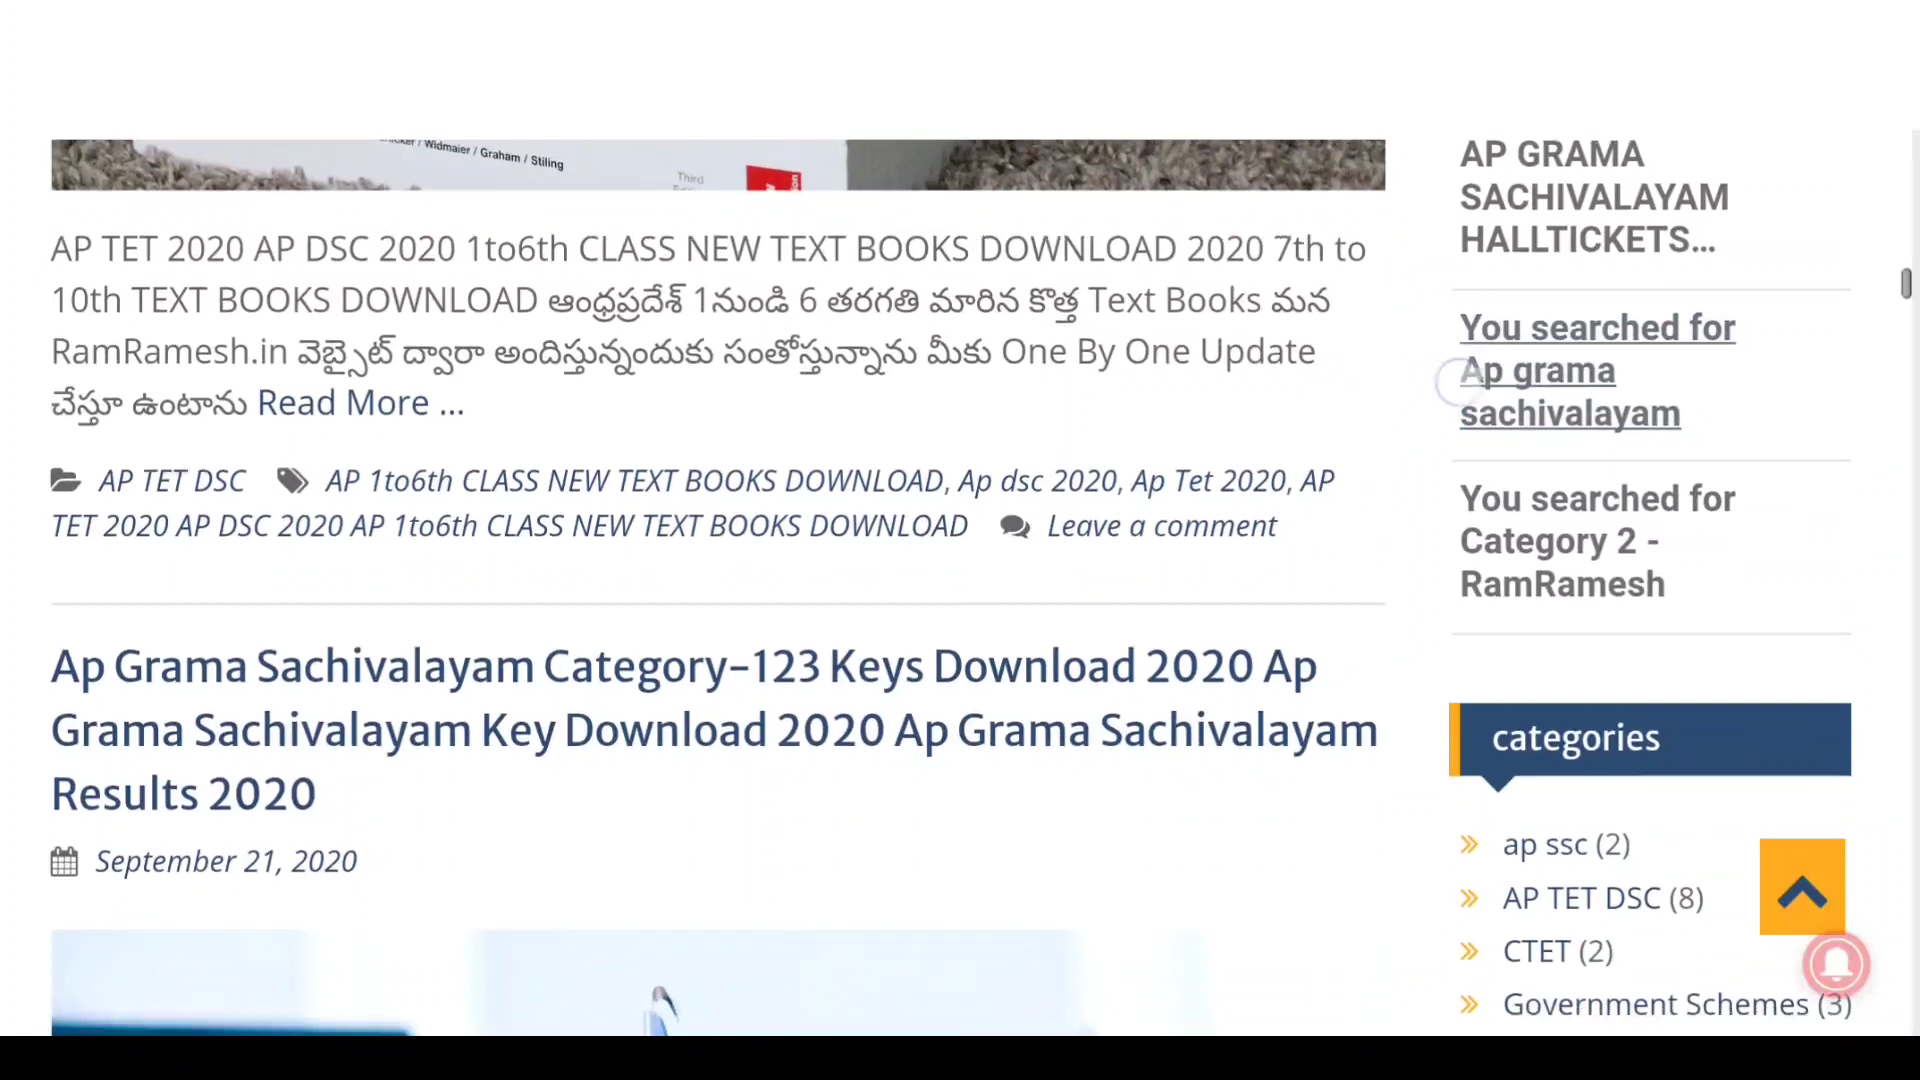 / Widmaier / Graham / Stiling
Third
AP TET 2020 AP DSC 2020 1to6th CLASS NEW TEXT BOOKS DOWNLOAD 2020 7th to
10th TEXT BOOKS DOWNLOAD ఆంధ్రప్రదేశ్ 1నుండి 6 తరగతి మారిన కొత్త Text Books మన
RamRamesh.in వెబ్సైట్ ద్వారా అందిస్తున్నందుకు సంతోస్తున్నాను మీకు One By One Update
చేస్తూ ఉంటాను Read More ...
AP TET DSC AP 1to6th CLASS NEW TEXT BOOKS DOWNLOAD, Ap dsc 2020, Ap Tet 2020, AP
TET 2020 AP DSC 2020 AP 1to6th CLASS NEW TEXT BOOKS DOWNLOAD Leave a comment
Ap Grama Sachivalayam Category-123 Keys Download 2020 Ap
Grama Sachivalayam Key Download 2020 Ap Grama Sachivalayam
Results 2020
September 21, 2020
AP GRAMA
SACHIVALAYAM
HALLTICKETS...
You searched for
Ap grama
sachivalayam
You searched for
Category 2 -
RamRamesh
categories
ap ssc (2)
AP TET DSC (8)
CTET (2)
Government Schemes (3)